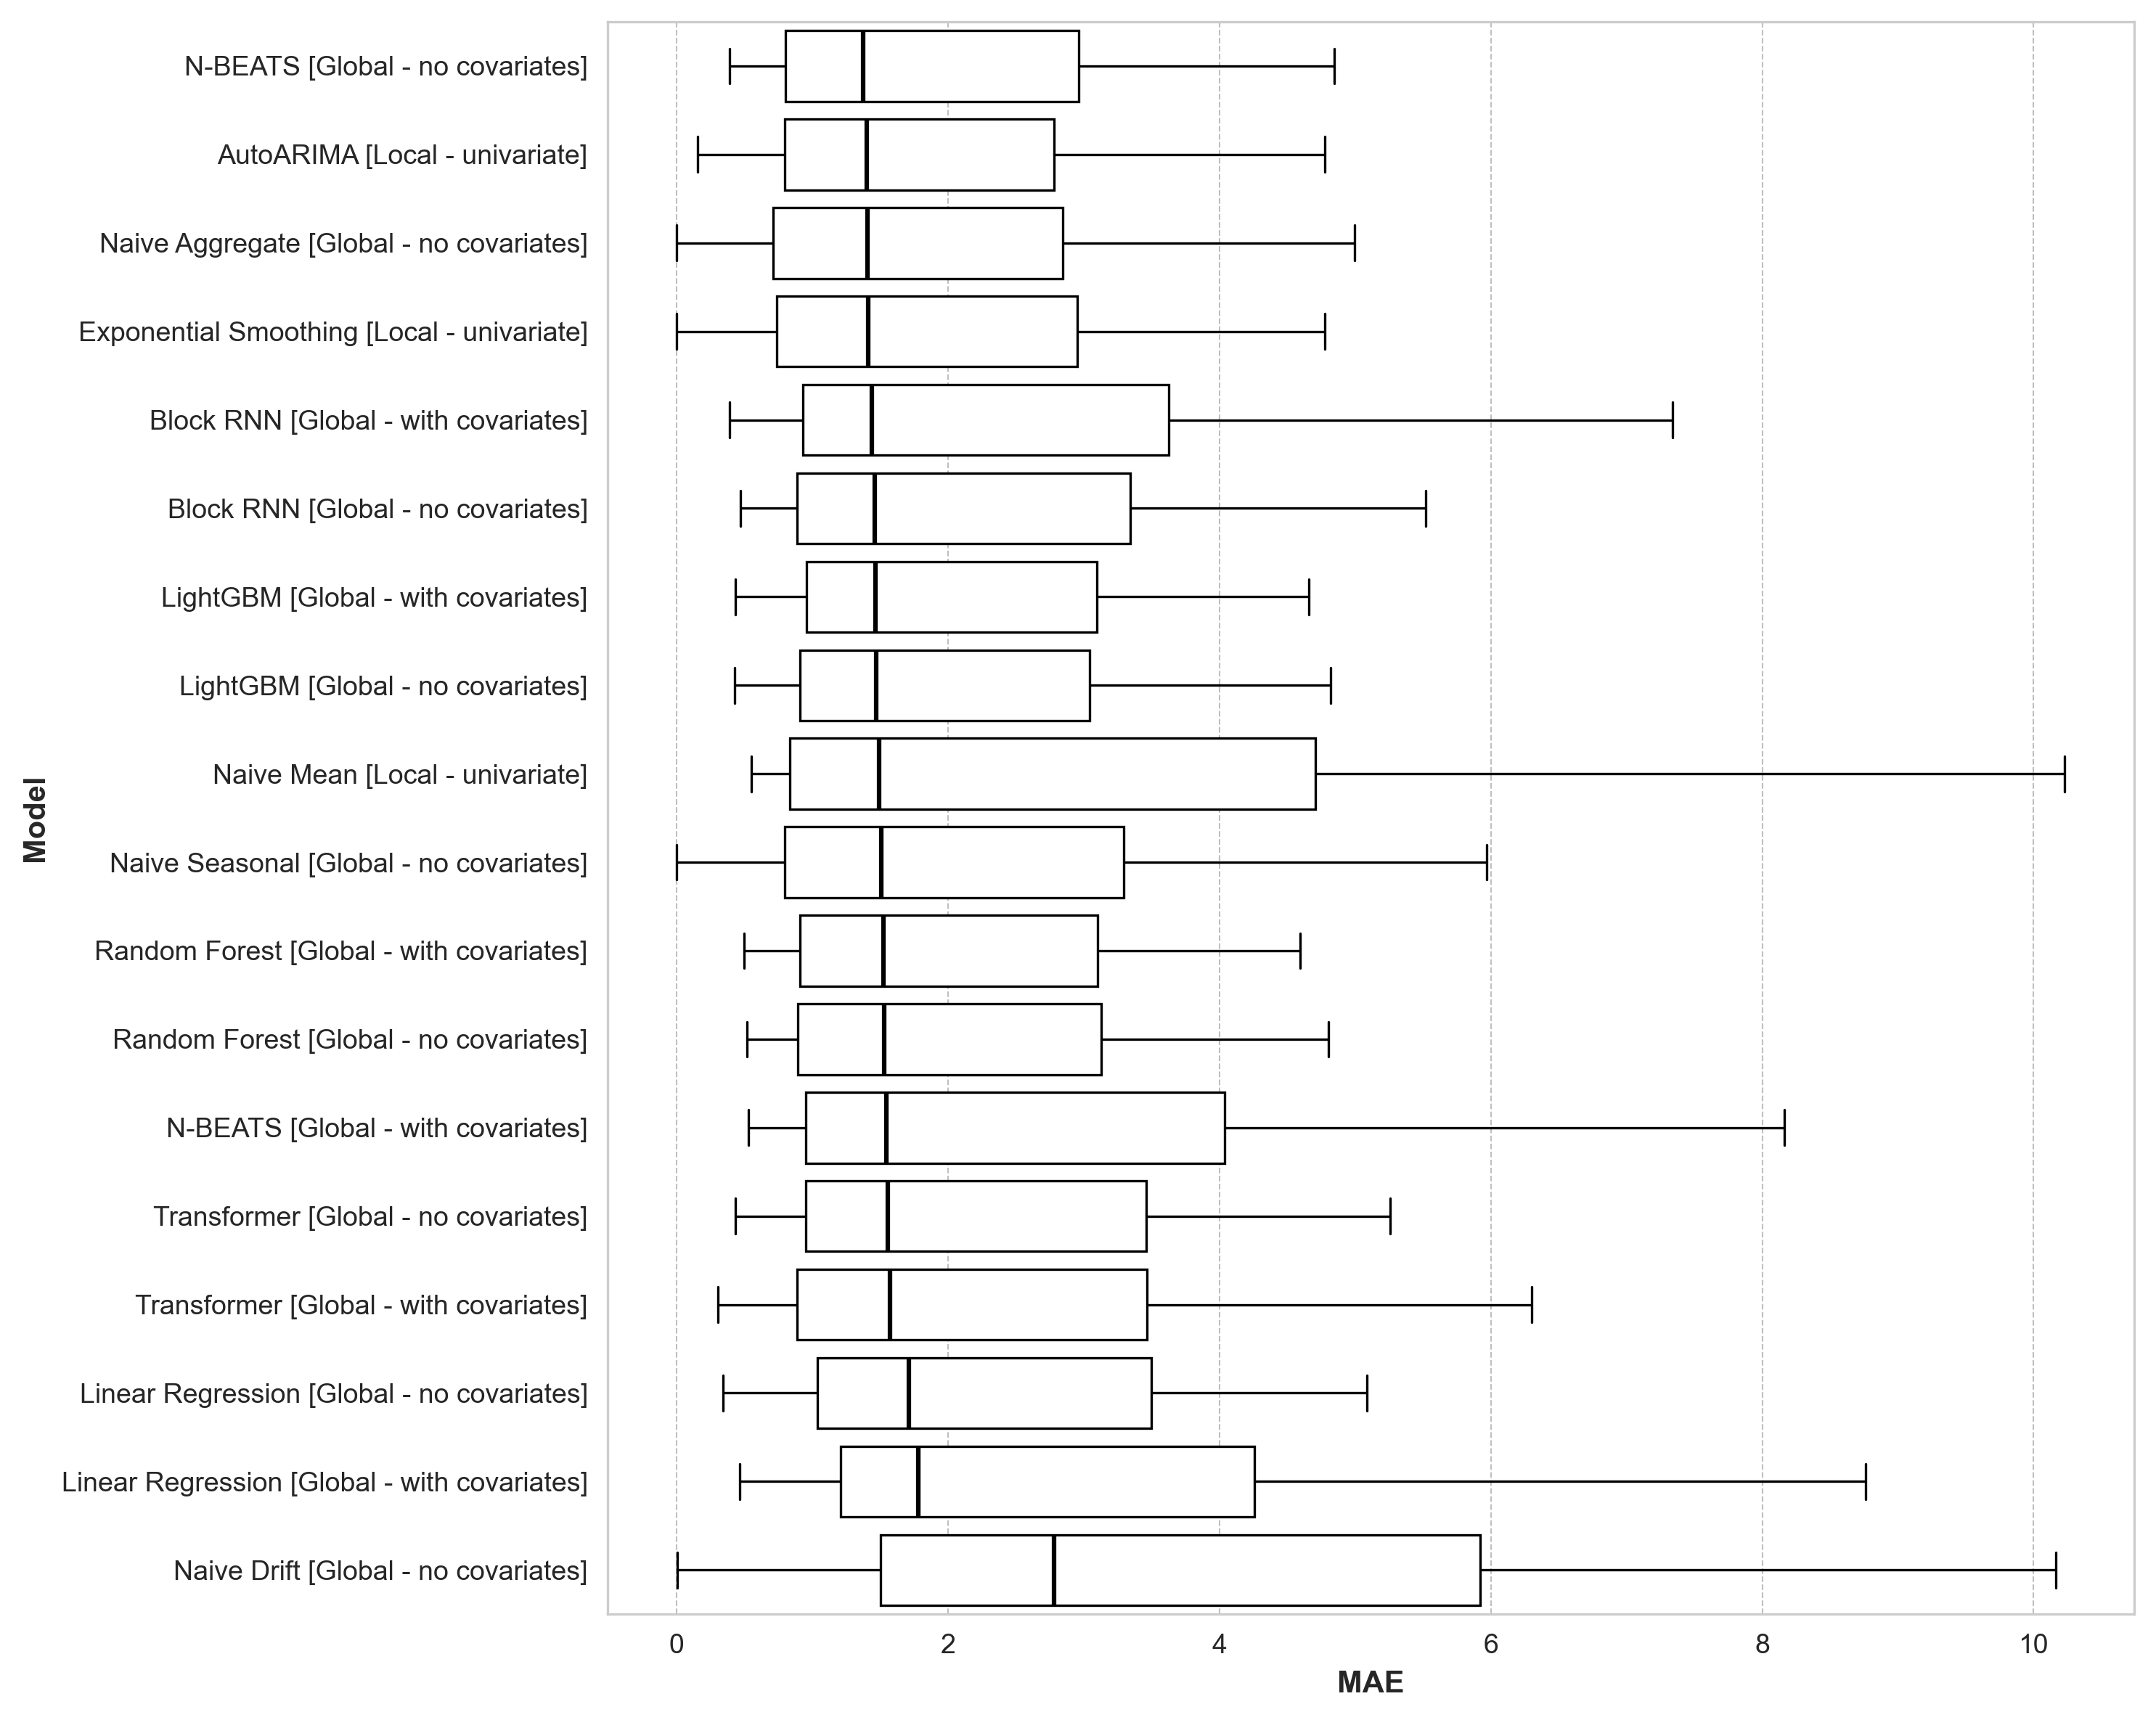 N-BEATS [Global - no covariates]
AutoARIMA [Local - univariate]
Naive Aggregate [Global - no covariates]
Exponential Smoothing [Local - univariate]
Block RNN [Global - with covariates]
Block RNN [Global - no covariates]
LightGBM [Global - with covariates]
LightGBM [Global - no covariates]
Naive Mean [Local - univariate]
Naive Seasonal [Global - no covariates]
Random Forest [Global - with covariates]
Random Forest [Global - no covariates]
N-BEATS [Global - with covariates]
Transformer [Global - no covariates]
Transformer [Global - with covariates]
Linear Regression [Global - no covariates]
Linear Regression [Global - with covariates]
Naive Drift [Global - no covariates]
Model
0 2 4 6 8 10
MAE